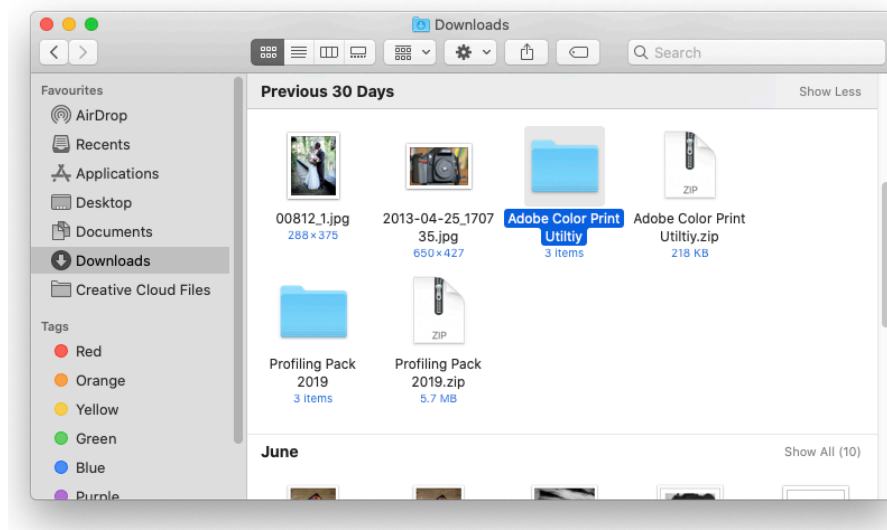 Downloads
Search
Favourites
AirDrop
Recents
Applications
Desktop
Documents
Downloads
Creative Cloud Files
Tags
Red
Orange
Yellow
Green
Blue
Purple
Previous 30 Days
Show Less
00812_1.jpg
288×375
2013-04-25_1707
35.jpg
650×427
Adobe Color Print
Utiltiy
3 items
ZIP
Adobe Color Print
Utiltiy.zip
218 KB
Profiling Pack
2019
3 items
ZIP
Profiling Pack
2019.zip
5.7 MB
June
Show All (10)